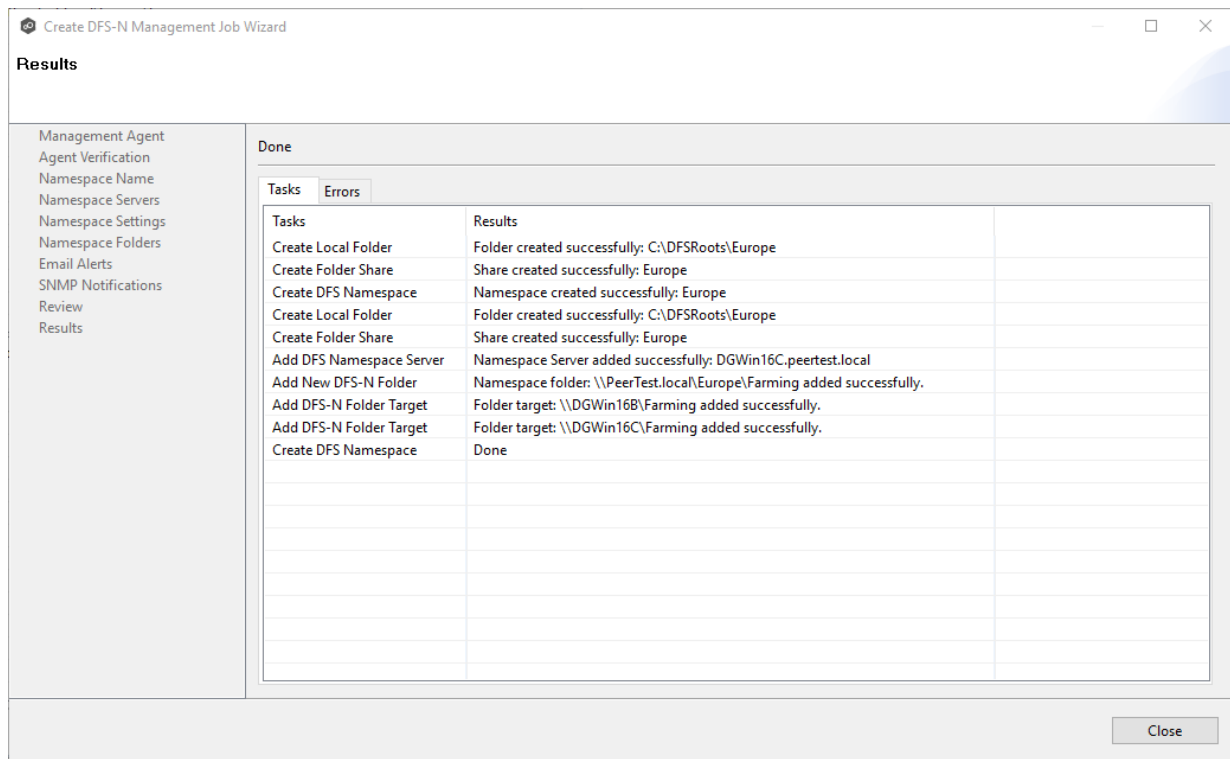 Create DFS-N Management Job Wizard
Results
Management Agent
Agent Verification
Namespace Name
Namespace Servers
Namespace Settings
Namespace Folders
Email Alerts
SNMP Notifications
Review
Results
Done
Tasks Errors
Tasks Results
Create Local Folder Folder created successfully: C:\DFSRoots\Europe
Create Folder Share Share created successfully: Europe
Create DFS Namespace Namespace created successfully: Europe
Create Local Folder Folder created successfully: C:\DFSRoots\Europe
Create Folder Share Share created successfully: Europe
Add DFS Namespace Server Namespace Server added successfully: DGWin16C.peertest.local
Add New DFS-N Folder Namespace folder: \\PeerTest.local\Europe\Farming added successfully.
Add DFS-N Folder Target Folder target: \\DGWin16B\Farming added successfully.
Add DFS-N Folder Target Folder target: \\DGWin16C\Farming added successfully.
Create DFS Namespace Done
Close